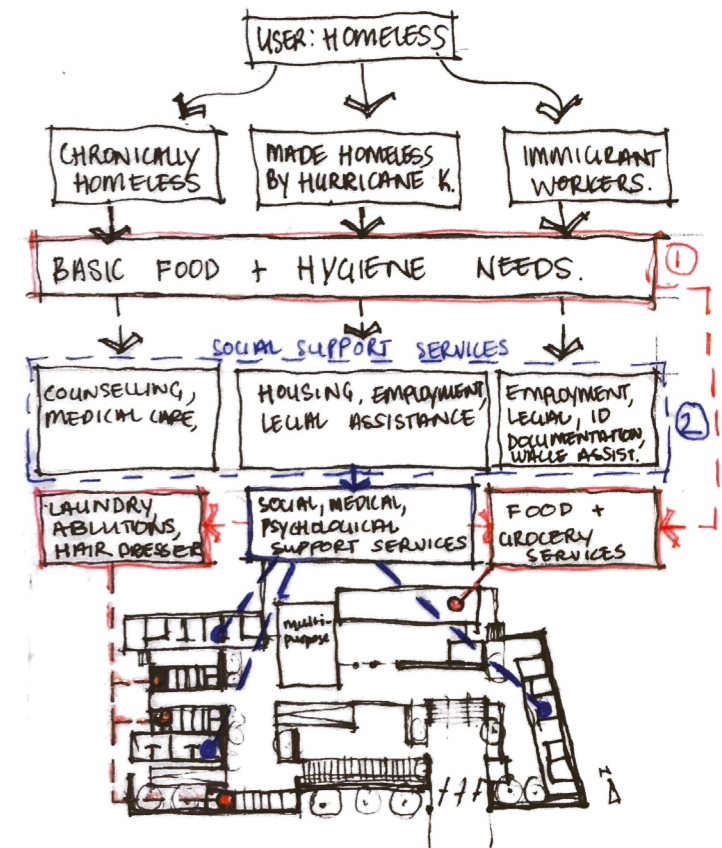 USER: HOMELESS
CHRONICALLY
HOMELESS
MADE HOMELESS
BY HURRICANE K.
IMMIGRANT
WORKERS.
BASIC FOOD + HYGIENE NEEDS.
1
SOCIAL SUPPORT SERVICES
COUNSELLING,
MEDICAL CARE,
HOUSING, EMPLOYMENT,
LEGAL ASSISTANCE
EMPLOYMENT,
LEGAL, ID
DOCUMENTATION,
WAGE ASSIST.
2
LAUNDRY,
ABLUTIONS,
HAIR DRESSER
SOCIAL, MEDICAL,
PSYCHOLOGICAL
SUPPORT SERVICES
FOOD +
GROCERY
SERVICES
multi-
purpose
N